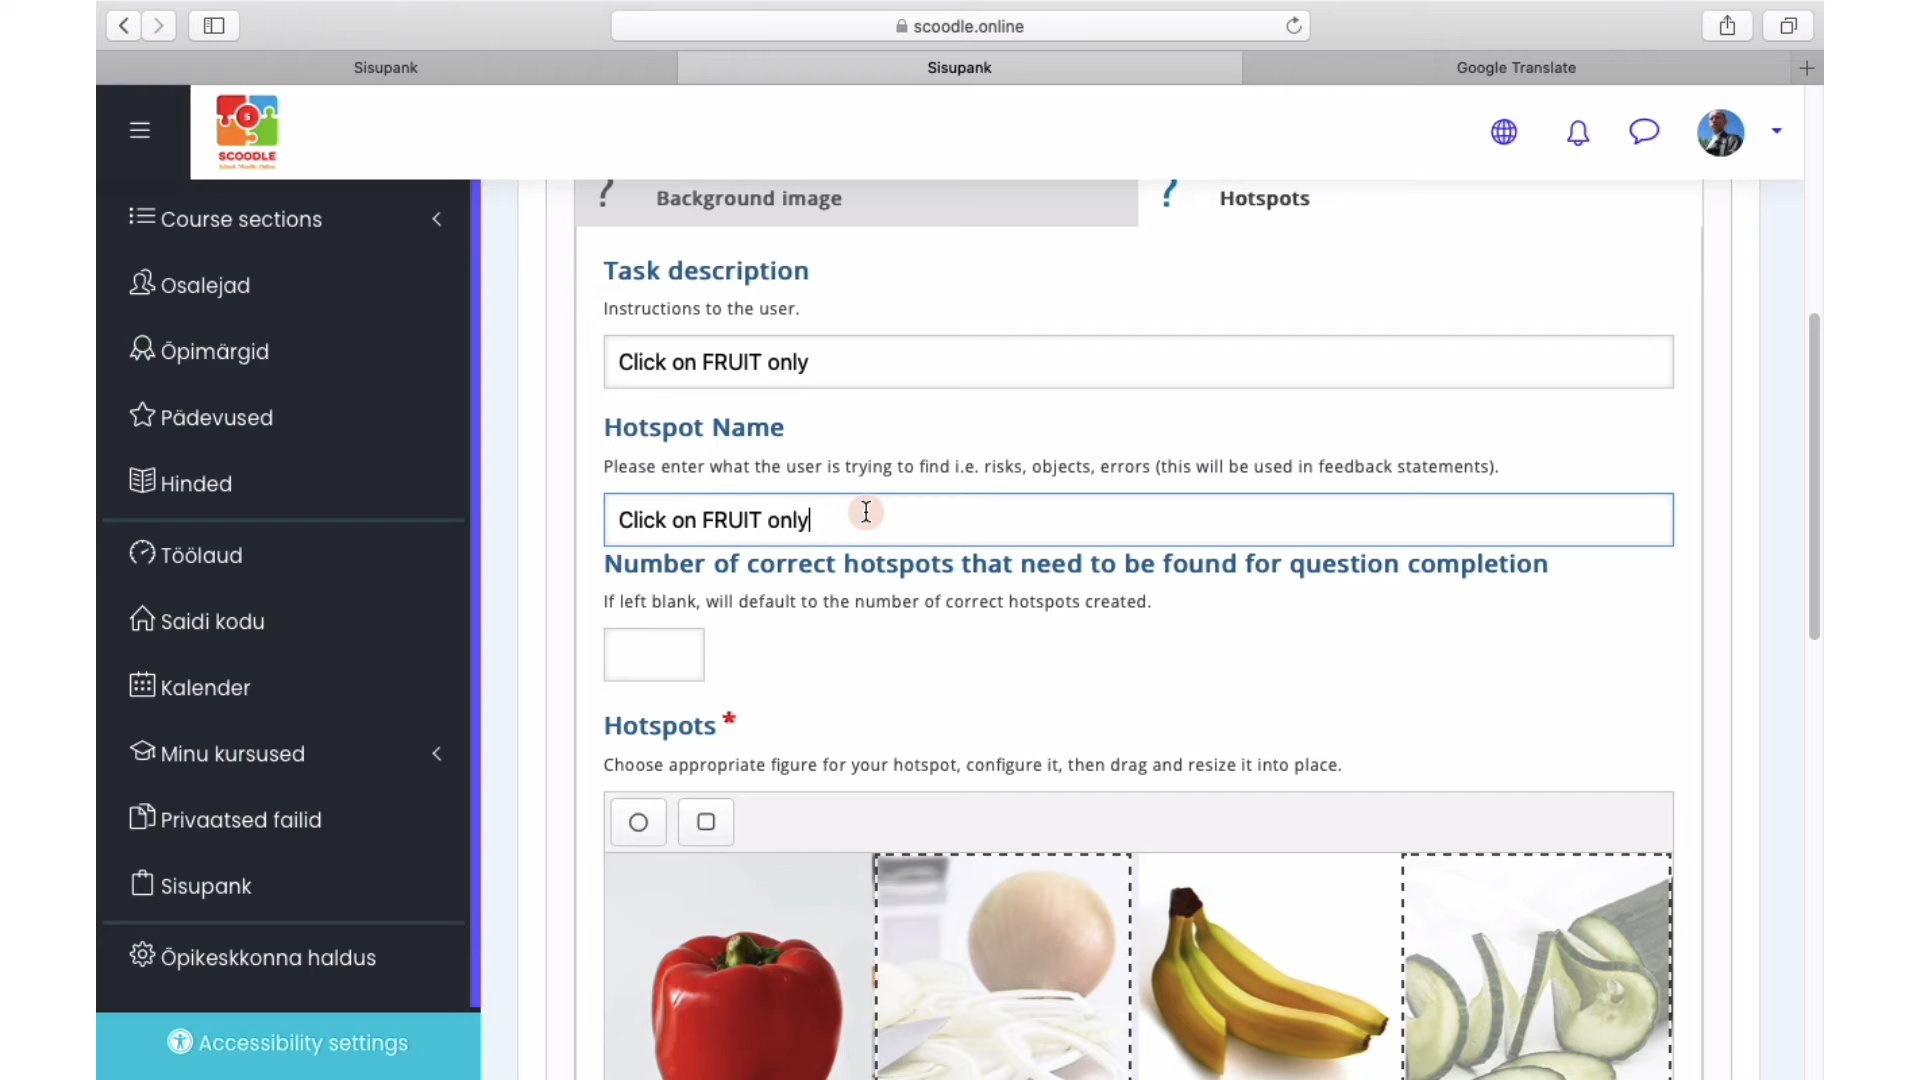 scoodle.online
Sisupank
Sisupank
Google Translate
S
SCOODLE
Background image
Hotspots
Course sections
Osalejad
Õpimärgid
Pädevused
Hinded
Töölaud
Saidi kodu
Kalender
Minu kursused
Privaatsed failid
Sisupank
Õpikeskkonna haldus
Accessibility settings
Task description
Instructions to the user.
Click on FRUIT only
Hotspot Name
Please enter what the user is trying to find i.e. risks, objects, errors (this will be used in feedback statements).
Click on FRUIT only
Number of correct hotspots that need to be found for question completion
If left blank, will default to the number of correct hotspots created.
Hotspots *
Choose appropriate figure for your hotspot, configure it, then drag and resize it into place.